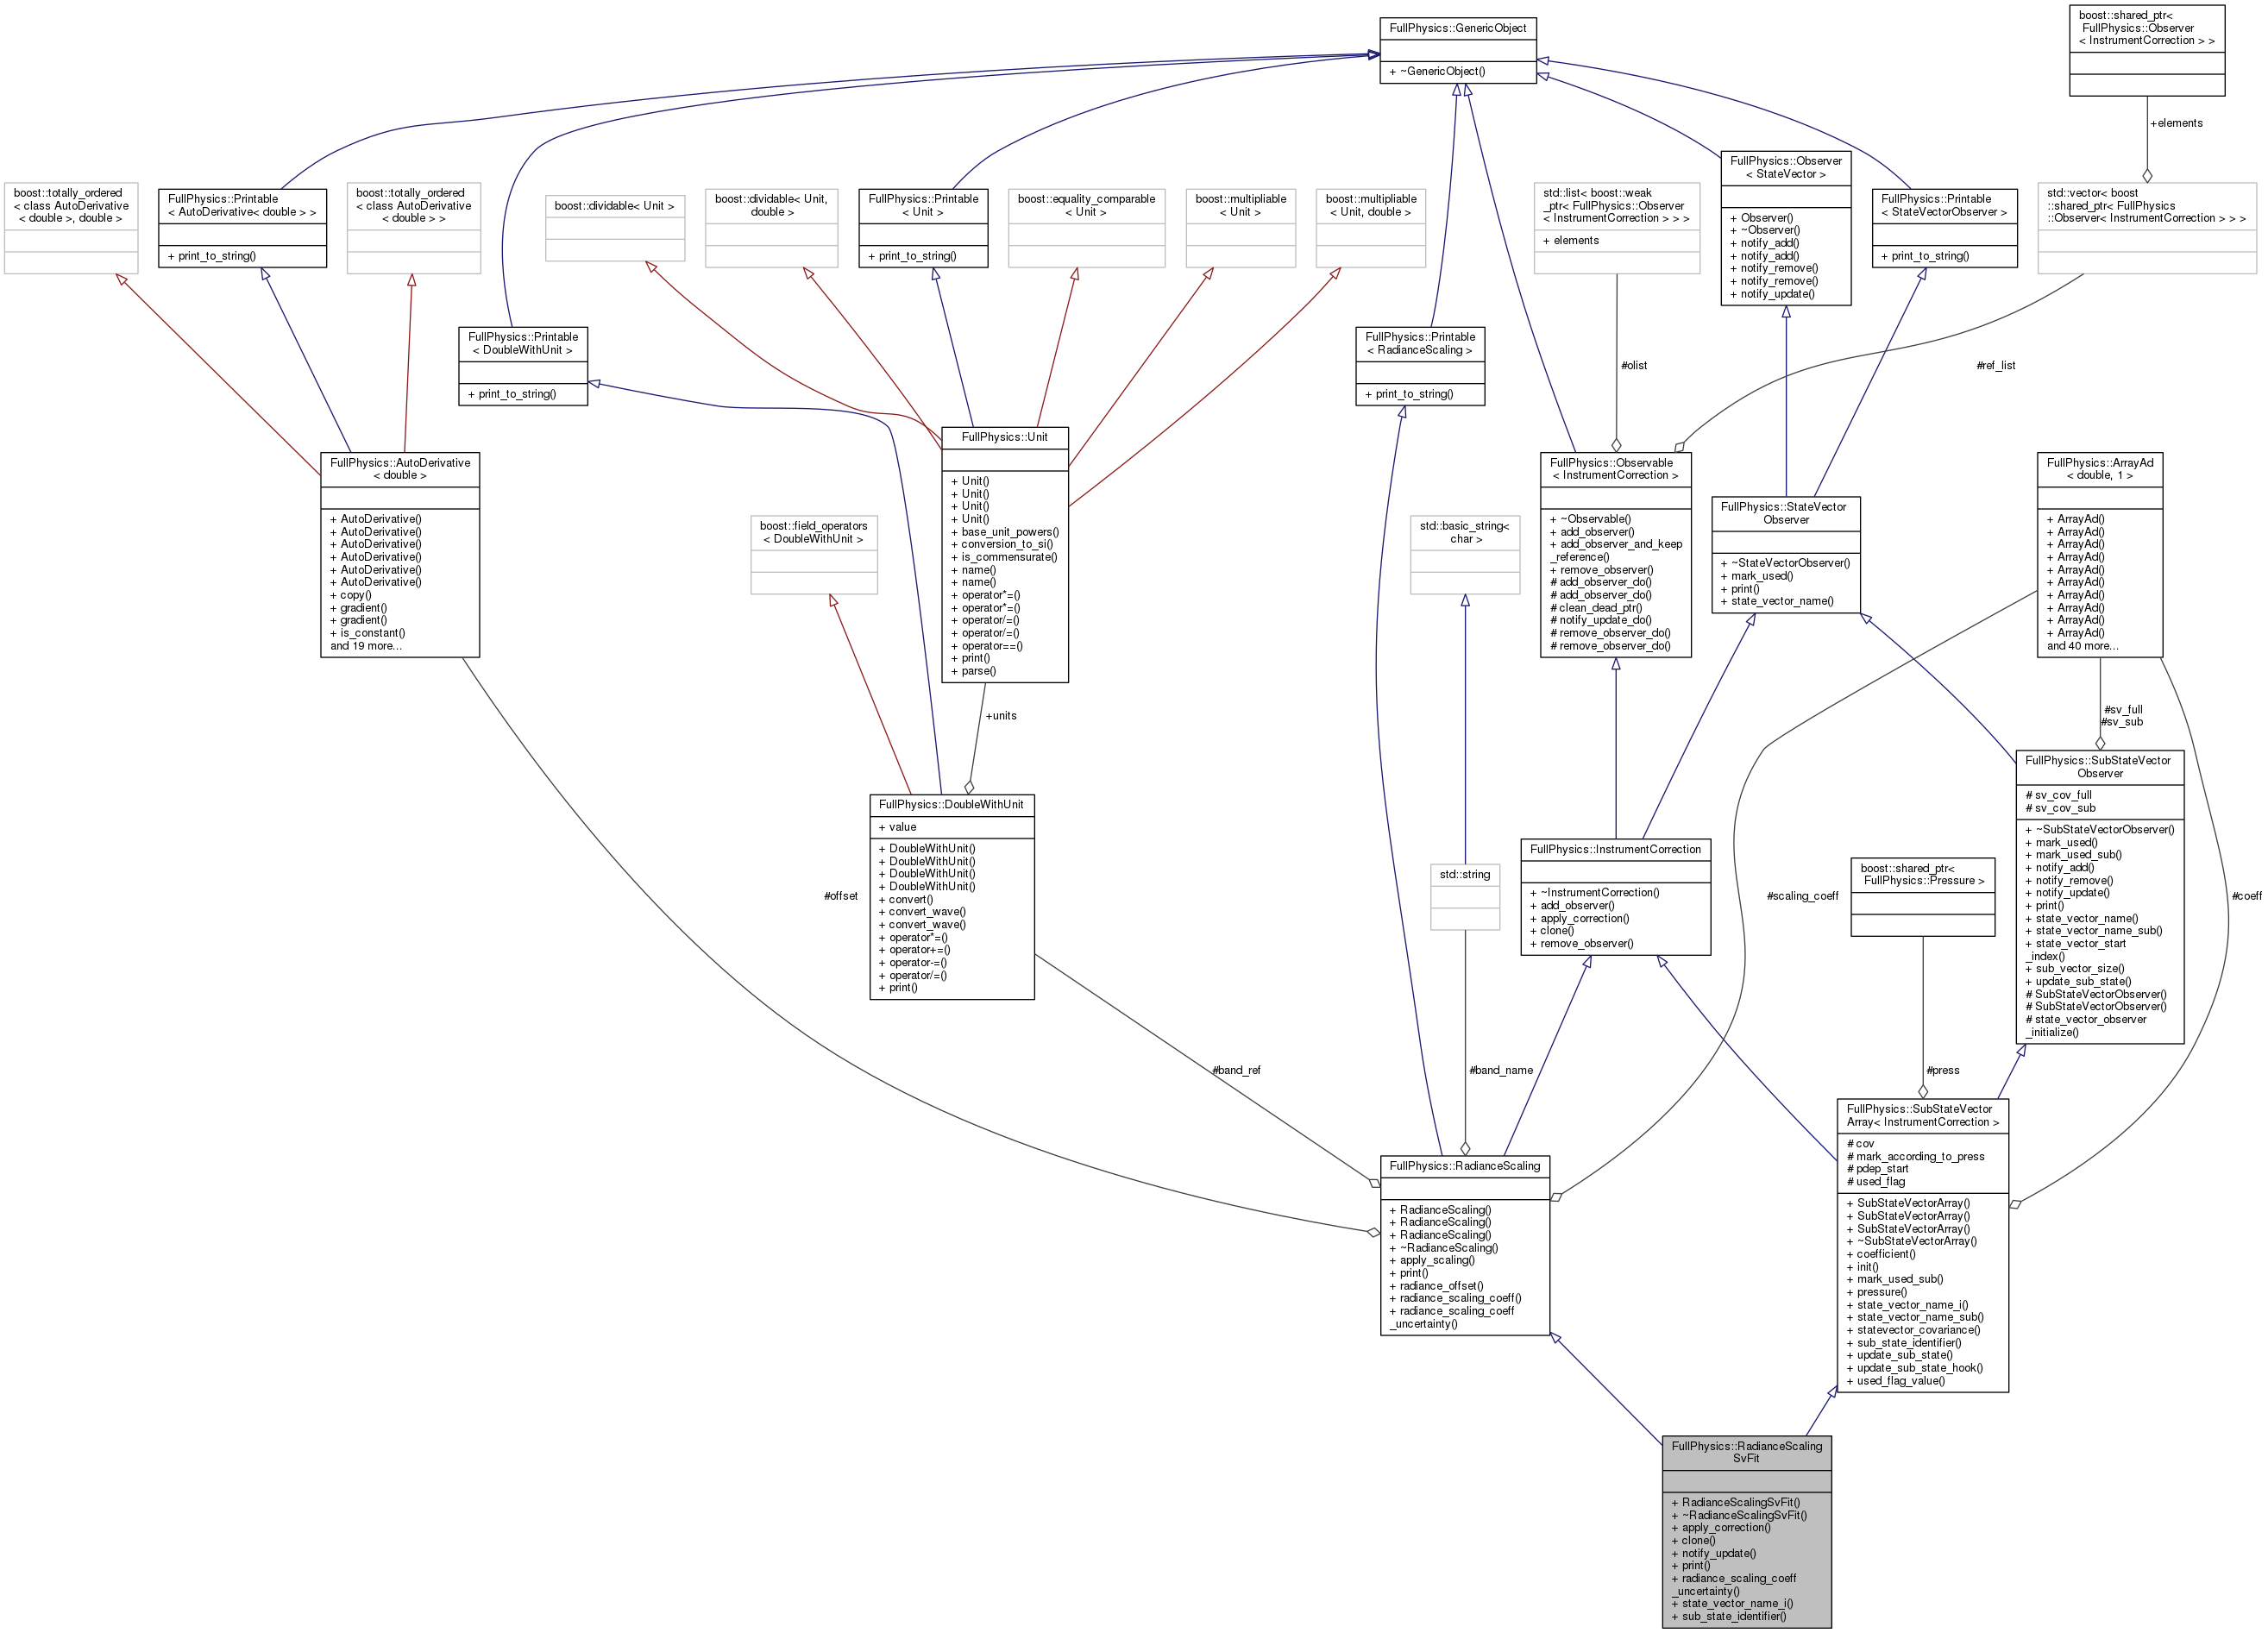 FullPhysics::GenericObject
+ ~GenericObject()
boost::shared_ptr<
FullPhysics::Observer
< InstrumentCorrection > >
+elements
boost::totally_ordered
< class AutoDerivative
< double >, double >
FullPhysics::Printable
< AutoDerivative< double > >
+ print_to_string()
boost::totally_ordered
< class AutoDerivative
< double > >
boost::dividable< Unit >
boost::dividable< Unit,
double >
FullPhysics::Printable
< Unit >
+ print_to_string()
boost::equality_comparable
< Unit >
boost::multipliable
< Unit >
boost::multipliable
< Unit, double >
std::list< boost::weak
_ptr< FullPhysics::Observer
< InstrumentCorrection > > >
+ elements
FullPhysics::Observer
< StateVector >
+ Observer()
+ ~Observer()
+ notify_add()
+ notify_add()
+ notify_remove()
+ notify_remove()
+ notify_update()
FullPhysics::Printable
< StateVectorObserver >
+ print_to_string()
std::vector< boost
::shared_ptr< FullPhysics
::Observer< InstrumentCorrection > > >
FullPhysics::Printable
< DoubleWithUnit >
+ print_to_string()
FullPhysics::Printable
< RadianceScaling >
+ print_to_string()
#olist
#ref_list
FullPhysics::AutoDerivative
< double >
+ AutoDerivative()
+ AutoDerivative()
+ AutoDerivative()
+ AutoDerivative()
+ AutoDerivative()
+ AutoDerivative()
+ copy()
+ gradient()
+ gradient()
+ is_constant()
and 19 more...
FullPhysics::Unit
+ Unit()
+ Unit()
+ Unit()
+ Unit()
+ base_unit_powers()
+ conversion_to_si()
+ is_commensurate()
+ name()
+ name()
+ operator*=()
+ operator*=()
+ operator/=()
+ operator/=()
+ operator==()
+ print()
+ parse()
boost::field_operators
< DoubleWithUnit >
std::basic_string<
char >
FullPhysics::Observable
< InstrumentCorrection >
+ ~Observable()
+ add_observer()
+ add_observer_and_keep
_reference()
+ remove_observer()
# add_observer_do()
# add_observer_do()
# clean_dead_ptr()
# notify_update_do()
# remove_observer_do()
# remove_observer_do()
FullPhysics::StateVector
Observer
+ ~StateVectorObserver()
+ mark_used()
+ print()
+ state_vector_name()
FullPhysics::ArrayAd
< double, 1 >
+ ArrayAd()
+ ArrayAd()
+ ArrayAd()
+ ArrayAd()
+ ArrayAd()
+ ArrayAd()
+ ArrayAd()
+ ArrayAd()
+ ArrayAd()
+ ArrayAd()
and 40 more...
+units
#sv_full
#sv_sub
FullPhysics::DoubleWithUnit
+ value
+ DoubleWithUnit()
+ DoubleWithUnit()
+ DoubleWithUnit()
+ DoubleWithUnit()
+ convert()
+ convert_wave()
+ convert_wave()
+ operator*=()
+ operator+=()
+ operator-=()
+ operator/=()
+ print()
FullPhysics::SubStateVector
Observer
# sv_cov_full
# sv_cov_sub
+ ~SubStateVectorObserver()
+ mark_used()
+ mark_used_sub()
+ notify_add()
+ notify_remove()
+ notify_update()
+ print()
+ state_vector_name()
+ state_vector_name_sub()
+ state_vector_start
_index()
+ sub_vector_size()
+ update_sub_state()
# SubStateVectorObserver()
# SubStateVectorObserver()
# state_vector_observer
_initialize()
#offset
std::string
FullPhysics::InstrumentCorrection
+ ~InstrumentCorrection()
+ add_observer()
+ apply_correction()
+ clone()
+ remove_observer()
#scaling_coeff
boost::shared_ptr<
FullPhysics::Pressure >
#coeff
#band_ref
#band_name
#press
FullPhysics::RadianceScaling
+ RadianceScaling()
+ RadianceScaling()
+ RadianceScaling()
+ ~RadianceScaling()
+ apply_scaling()
+ print()
+ radiance_offset()
+ radiance_scaling_coeff()
+ radiance_scaling_coeff
_uncertainty()
FullPhysics::SubStateVector
Array< InstrumentCorrection >
# cov
# mark_according_to_press
# pdep_start
# used_flag
+ SubStateVectorArray()
+ SubStateVectorArray()
+ SubStateVectorArray()
+ ~SubStateVectorArray()
+ coefficient()
+ init()
+ mark_used_sub()
+ pressure()
+ state_vector_name_i()
+ state_vector_name_sub()
+ statevector_covariance()
+ sub_state_identifier()
+ update_sub_state()
+ update_sub_state_hook()
+ used_flag_value()
FullPhysics::RadianceScaling
SvFit
+ RadianceScalingSvFit()
+ ~RadianceScalingSvFit()
+ apply_correction()
+ clone()
+ notify_update()
+ print()
+ radiance_scaling_coeff
_uncertainty()
+ state_vector_name_i()
+ sub_state_identifier()